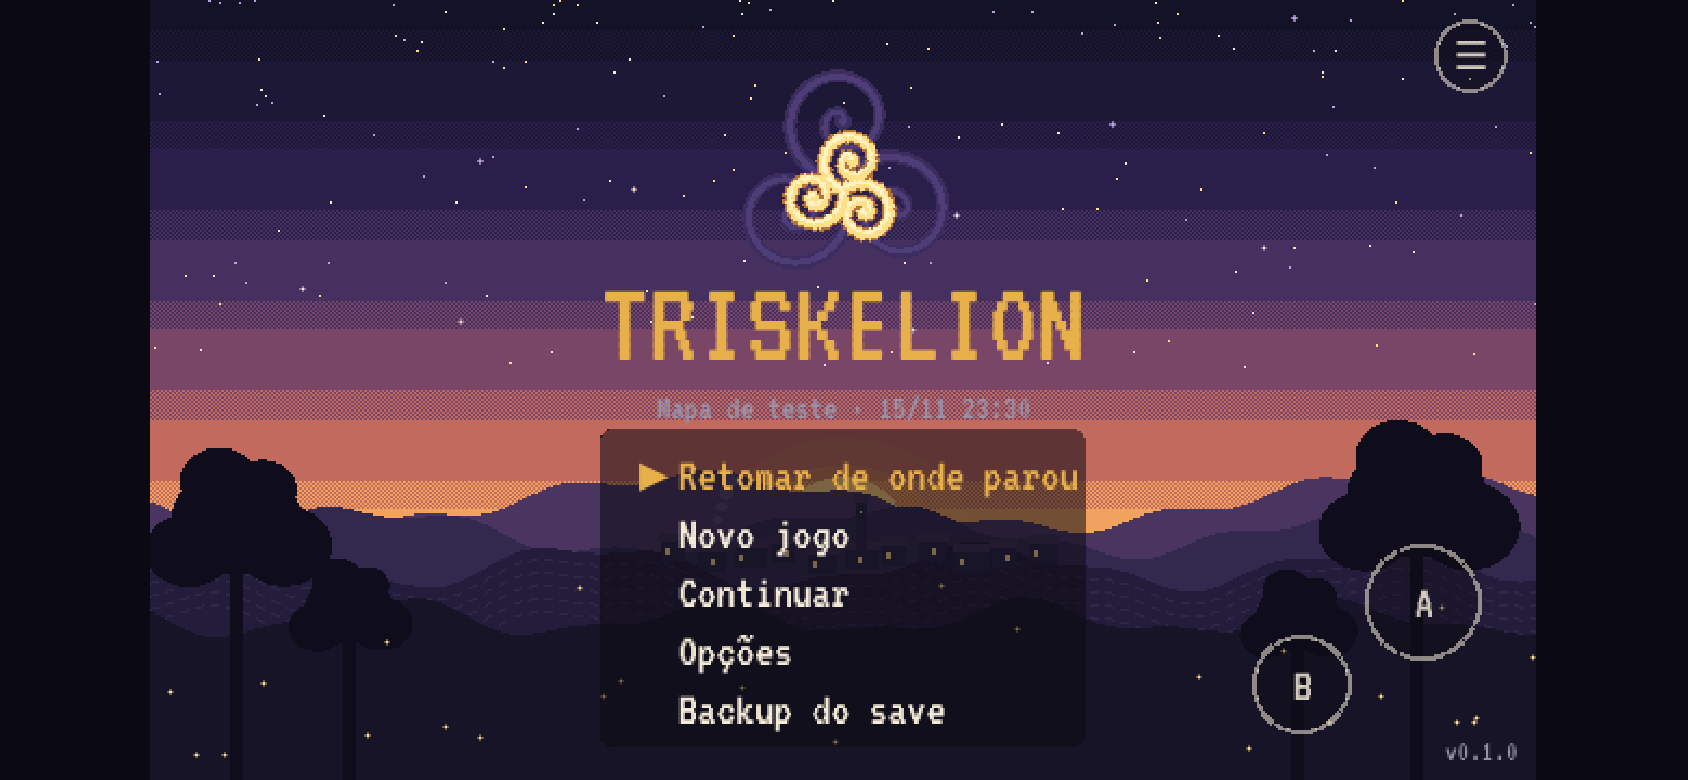 TRISKELION
Mapa de teste · 15/11 23:30
▶ Retomar de onde parou
Novo jogo
Continuar
Opções
Backup do save
A
B
v0.1.0